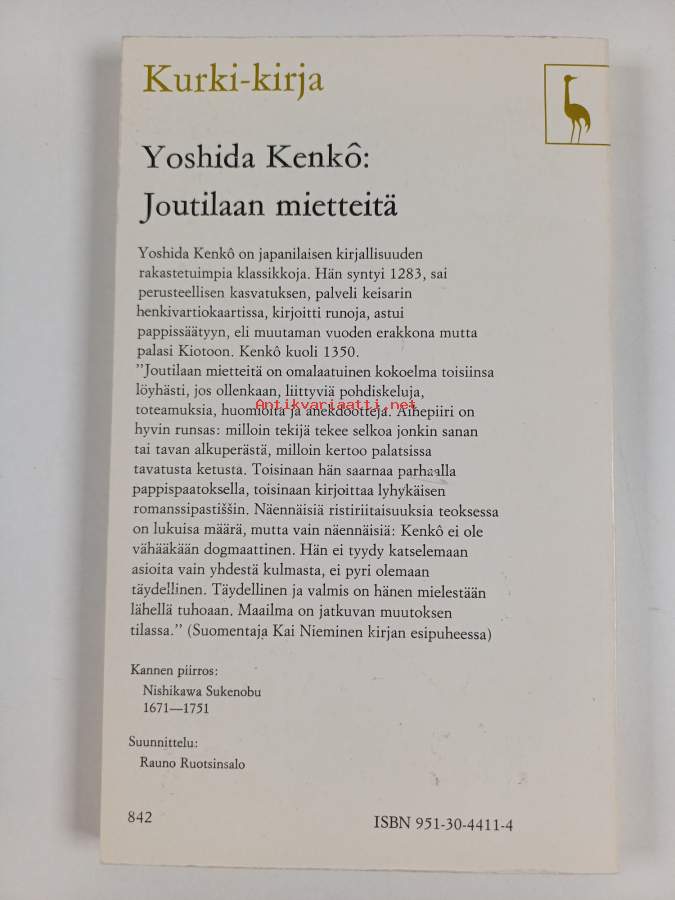 Kurki-kirja
Yoshida Kenkô:
Joutilaan mietteitä
Yoshida Kenkô on japanilaisen kirjallisuuden
rakastetuimpia klassikkoja. Hän syntyi 1283, sai
perusteellisen kasvatuksen, palveli keisarin
henkivartiokaartissa, kirjoitti runoja, astui
pappissäätyyn, eli muutaman vuoden erakkona mutta
palasi Kiotoon. Kenkô kuoli 1350.
”Joutilaan mietteitä on omalaatuinen kokoelma toisiinsa
löyhästi, jos ollenkaan, liittyviä pohdiskeluja,
toteamuksia, huomioita ja anekdootteja. Aihepiiri on
Antikvariaatti.net
hyvin runsas: milloin tekijä tekee selkoa jonkin sanan
tai tavan alkuperästä, milloin kertoo palatsissa
tavatusta ketusta. Toisinaan hän saarnaa parhaalla
pappispaatoksella, toisinaan kirjoittaa lyhykäisen
romanssipastiššin. Näennäisiä ristiriitaisuuksia teoksessa
on lukuisa määrä, mutta vain näennäisiä: Kenkô ei ole
vähääkään dogmaattinen. Hän ei tyydy katselemaan
asioita vain yhdestä kulmasta, ei pyri olemaan
täydellinen. Täydellinen ja valmis on hänen mielestään
lähellä tuhoaan. Maailma on jatkuvan muutoksen
tilassa.” (Suomentaja Kai Nieminen kirjan esipuheessa)
Kannen piirros:
Nishikawa Sukenobu
1671—1751
Suunnittelu:
Rauno Ruotsinsalo
842
ISBN 951-30-4411-4